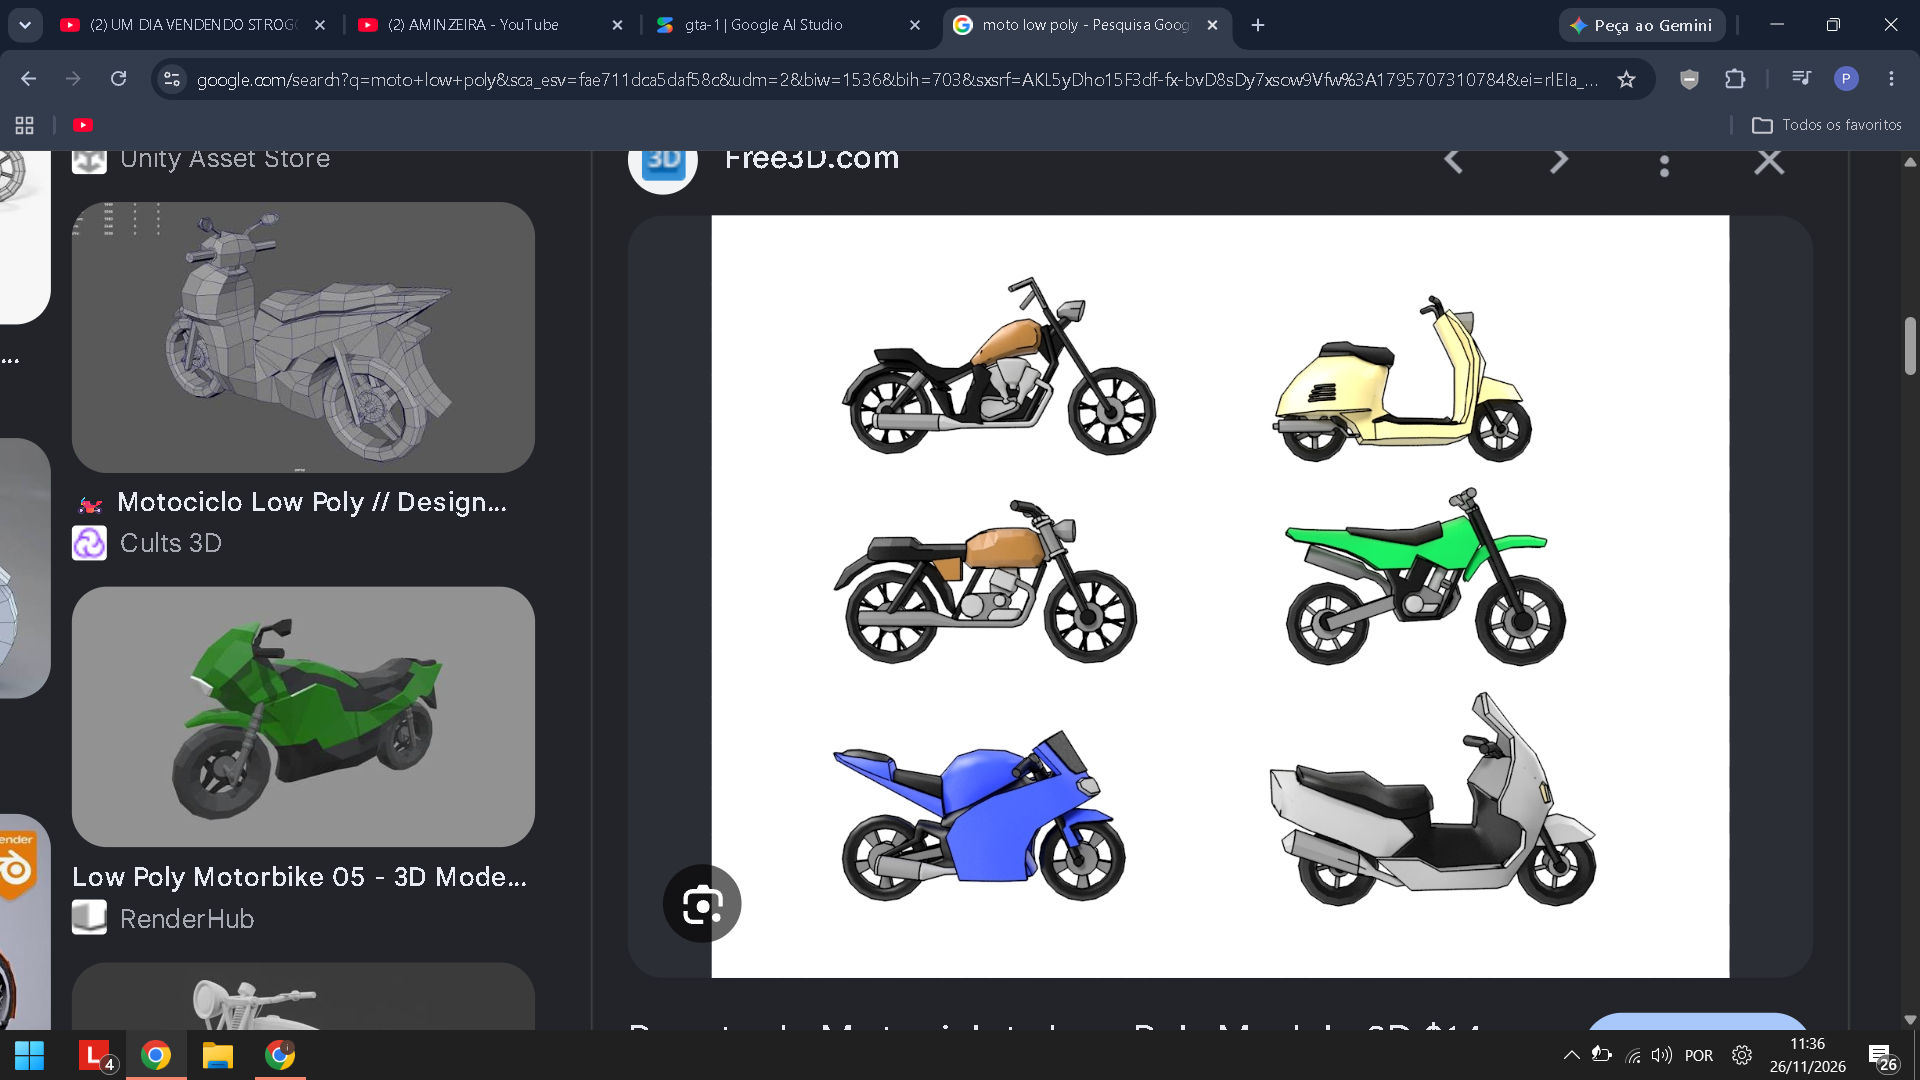 (2) UM DIA VENDENDO STROGO
(2) AMINZEIRA - YouTube
gta-1 | Google AI Studio
moto low poly - Pesquisa Goog
Peça ao Gemini
google.com/search?q=moto+low+poly&sca_esv=fae711dca5daf58c&udm=2&biw=1536&bih=703&sxsrf=AKL5yDho15F3df-fx-bvD8sDy7xsow9Vfw%3A1795707310784&ei=rlEIa_...
P
Todos os favoritos
Unity Asset Store
3D
Free3D.com
...
Motociclo Low Poly // Design...
Cults 3D
Low Poly Motorbike 05 - 3D Mode...
RenderHub
ender
L
4
POR
11:36
26/11/2026
26